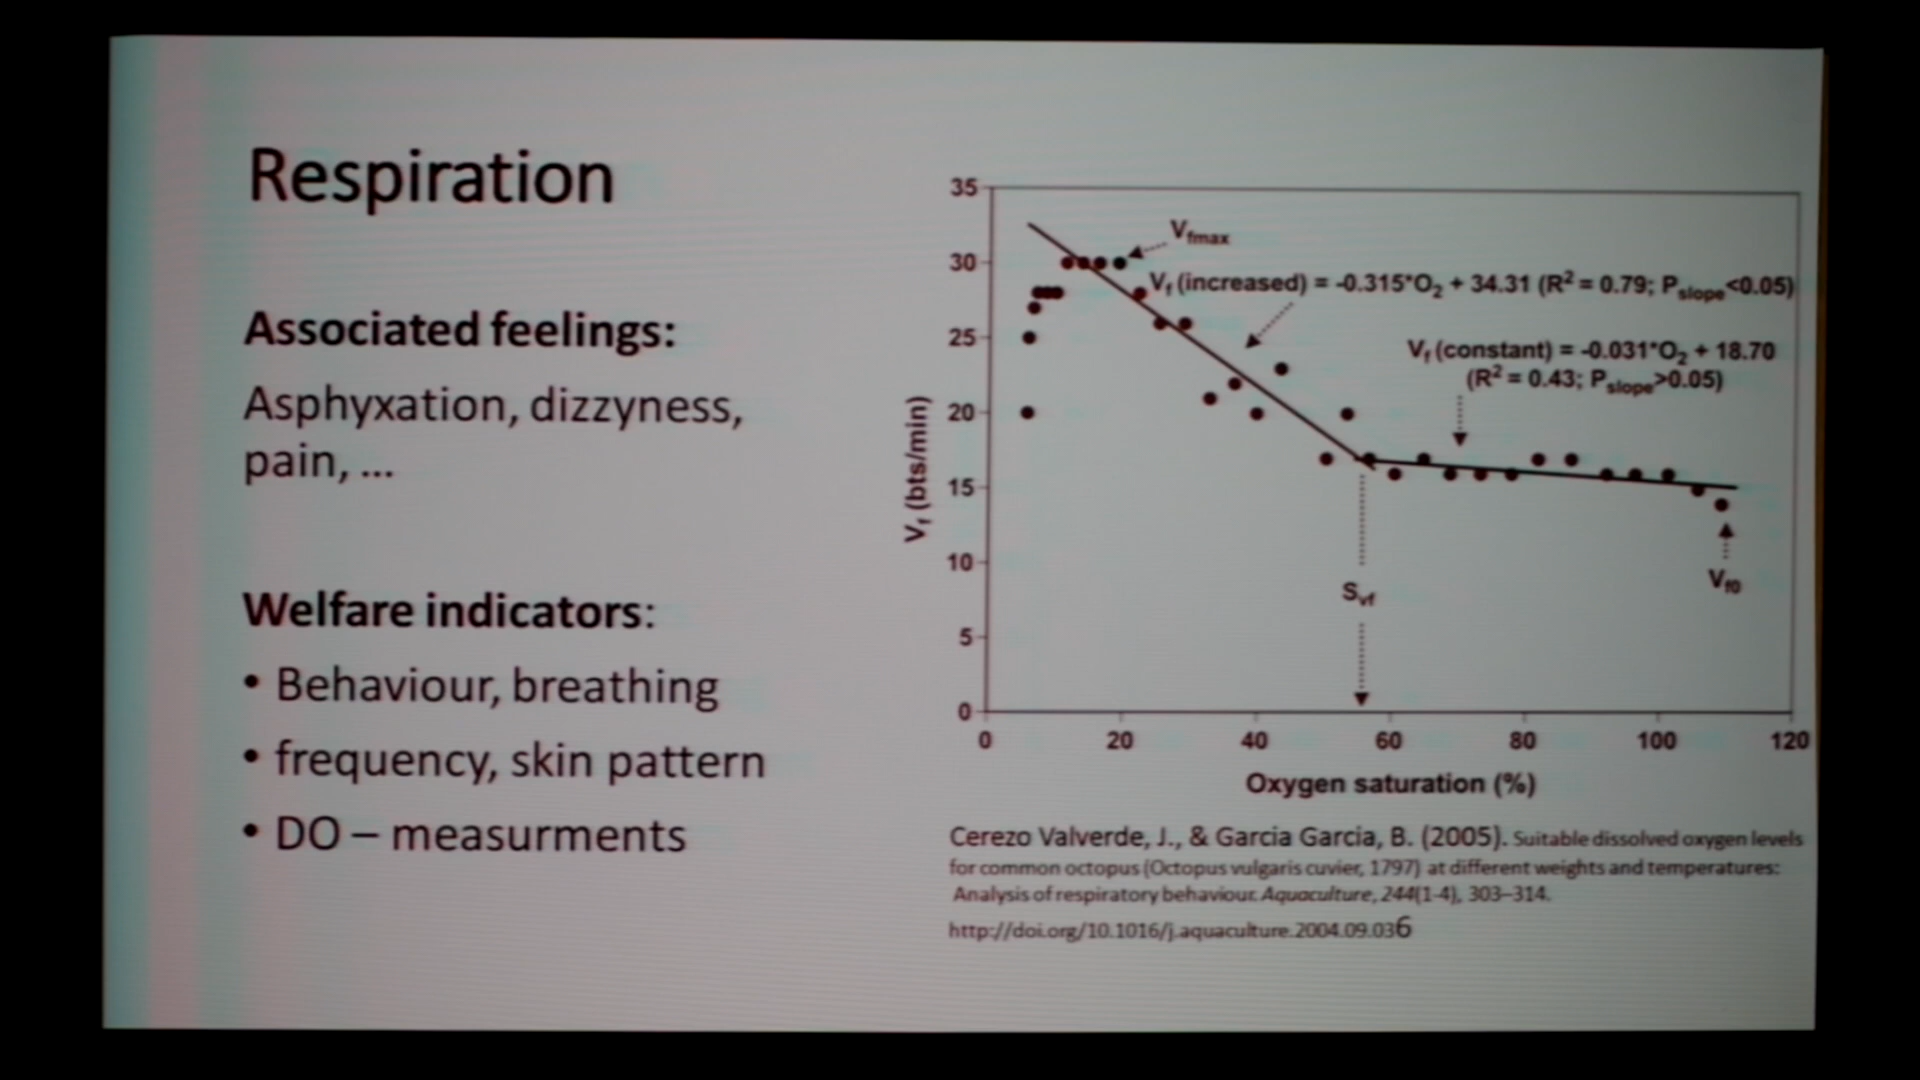 Respiration
Associated feelings:
Asphyxation, dizzyness,
pain, ...
Welfare indicators:
• Behaviour, breathing
• frequency, skin pattern
• DO – measurments
35
30
25
20
15
10
5
0
Vf (bts/min)
Vfmax
Vf (increased) = -0.315*O2 + 34.31 (R2 = 0.79; Pslope<0.05)
Vf (constant) = -0.031*O2 + 18.70
(R2 = 0.43; Pslope>0.05)
Svf
Vf0
0 20 40 60 80 100 120
Oxygen saturation (%)
Cerezo Valverde, J., & Garcia Garcia, B. (2005). Suitable dissolved oxygen levels
for common octopus (Octopus vulgaris cuvier, 1797) at different weights and temperatures:
Analysis of respiratory behaviour. Aquaculture, 244(1-4), 303–314.
http://doi.org/10.1016/j.aquaculture.2004.09.036